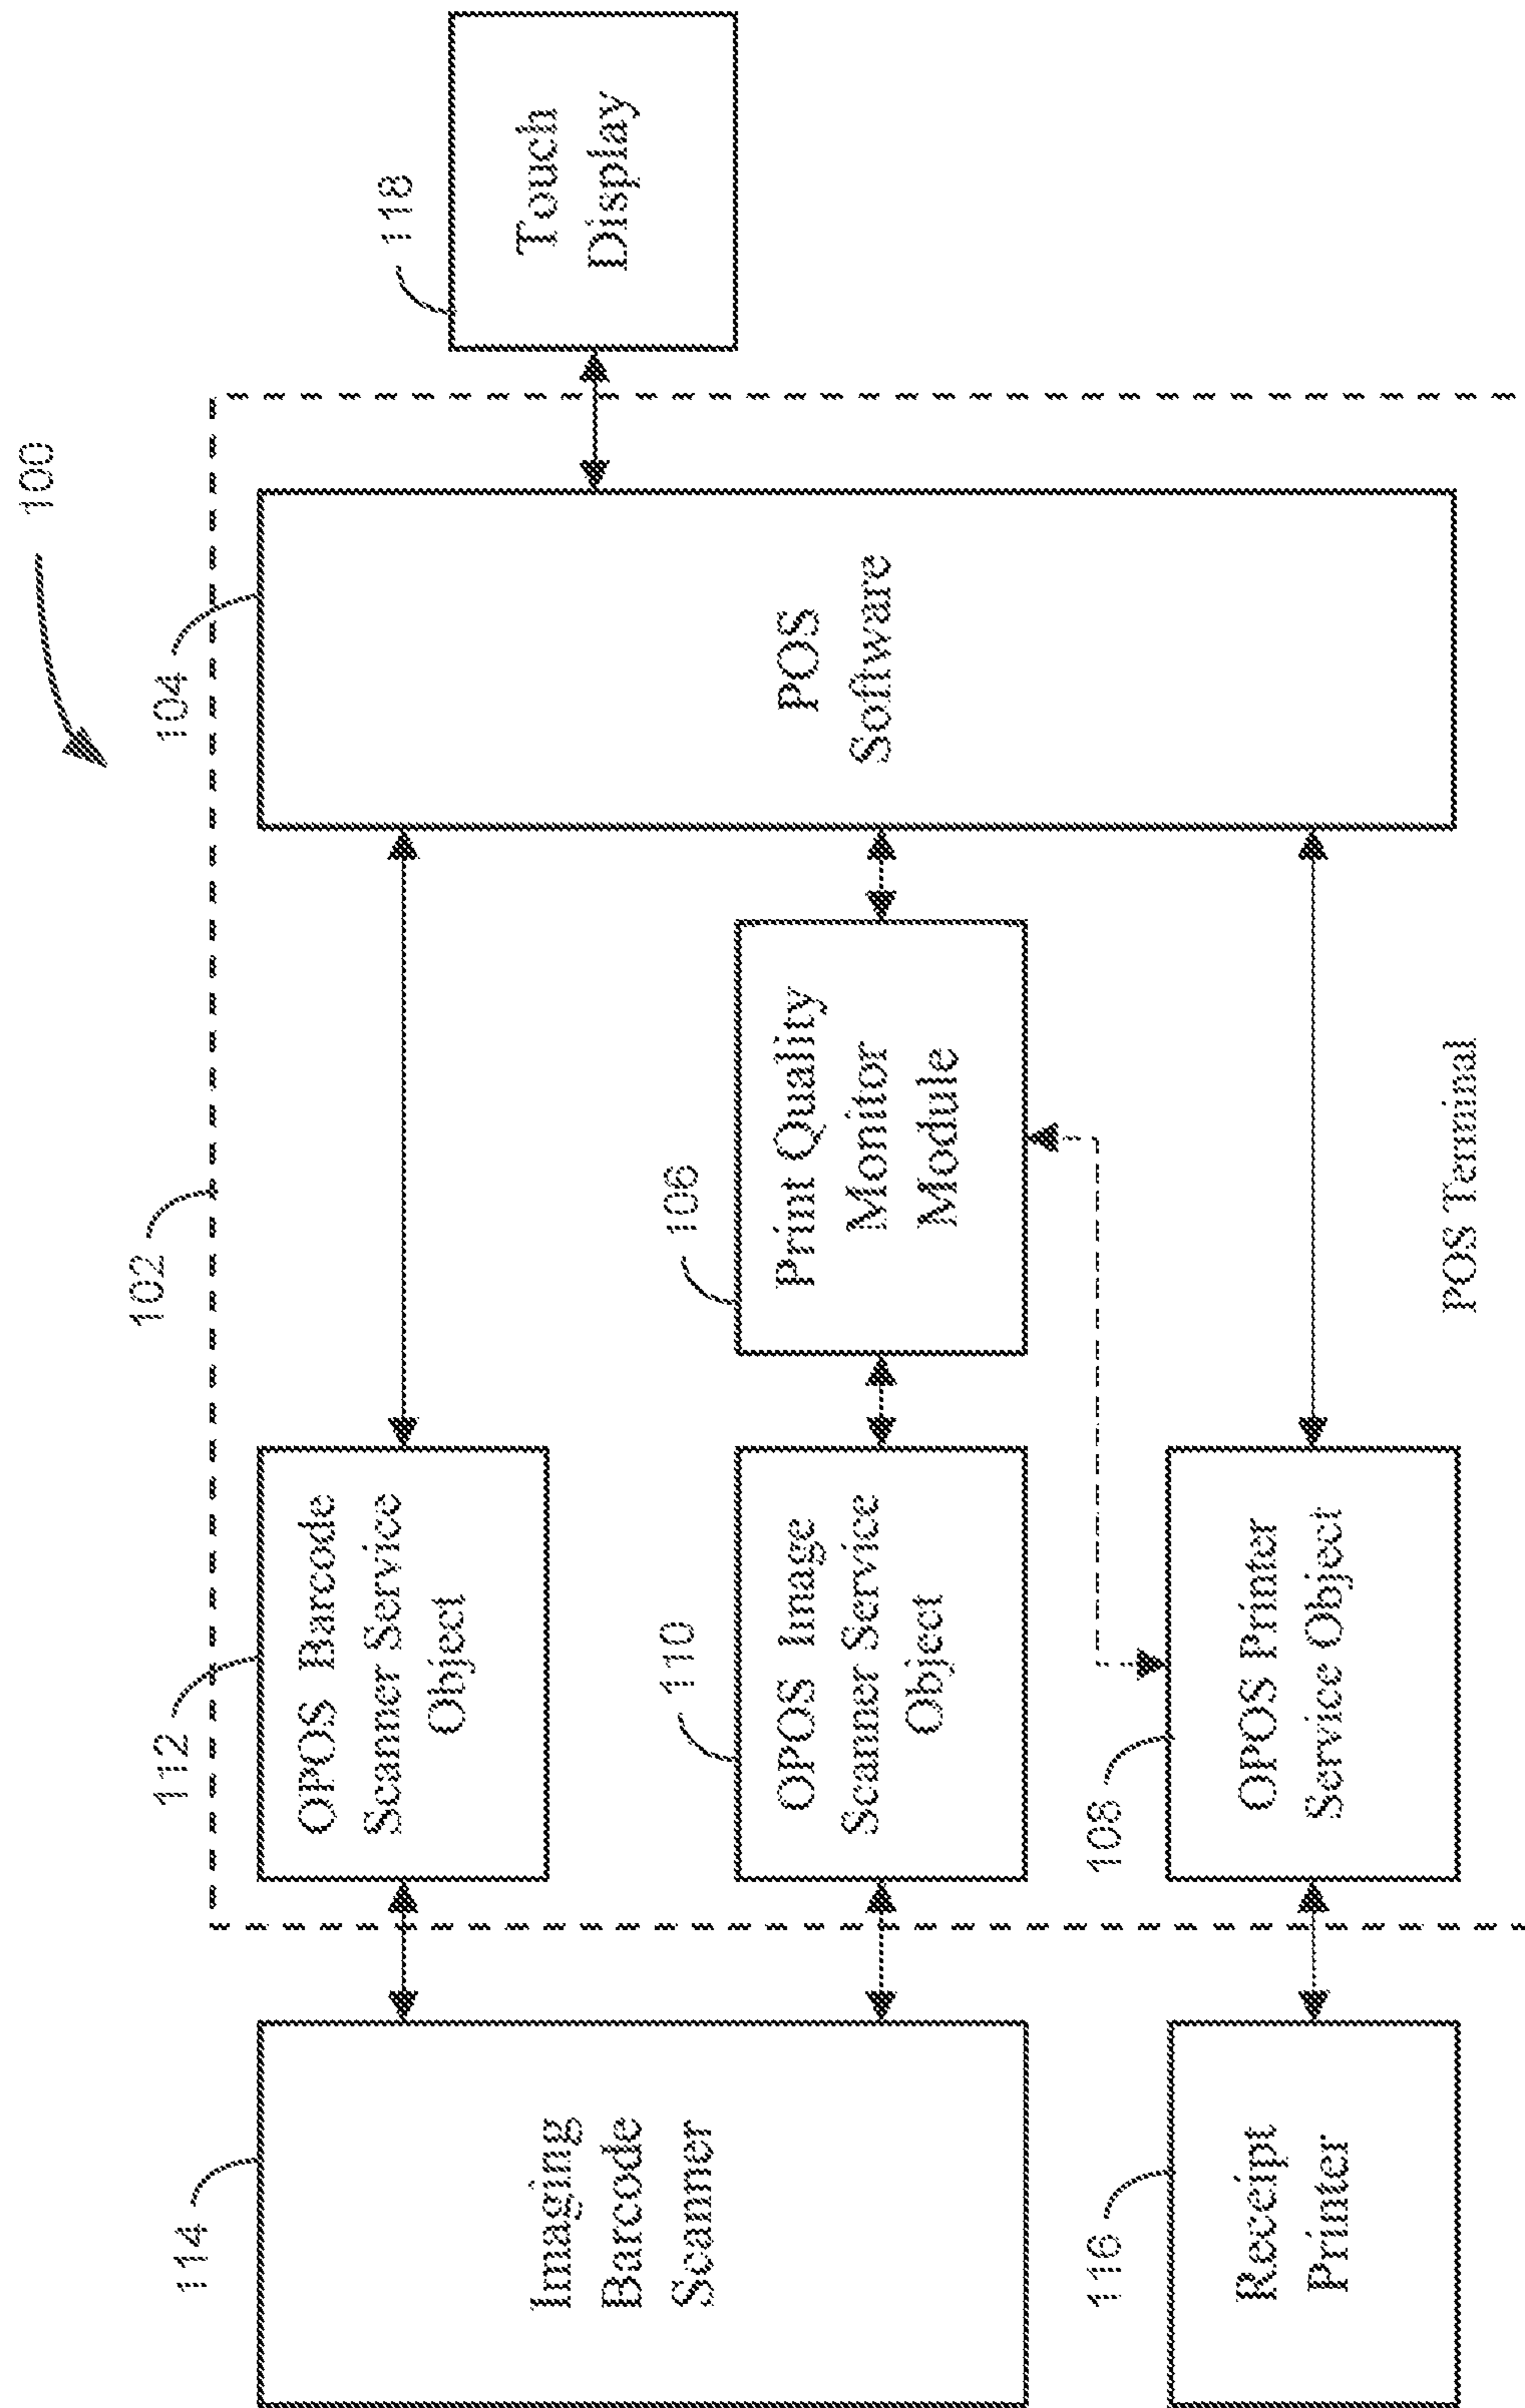 100
102
104
118
Touch
Display
POS
Software
106
Print Quality
Monitor
Module
112
OPOS Barcode
Scanner Service
Object
110
OPOS Image
Scanner Service
Object
108
OPOS Printer
Service Object
POS Terminal
114
Imaging
Barcode
Scanner
116
Receipt
Printer